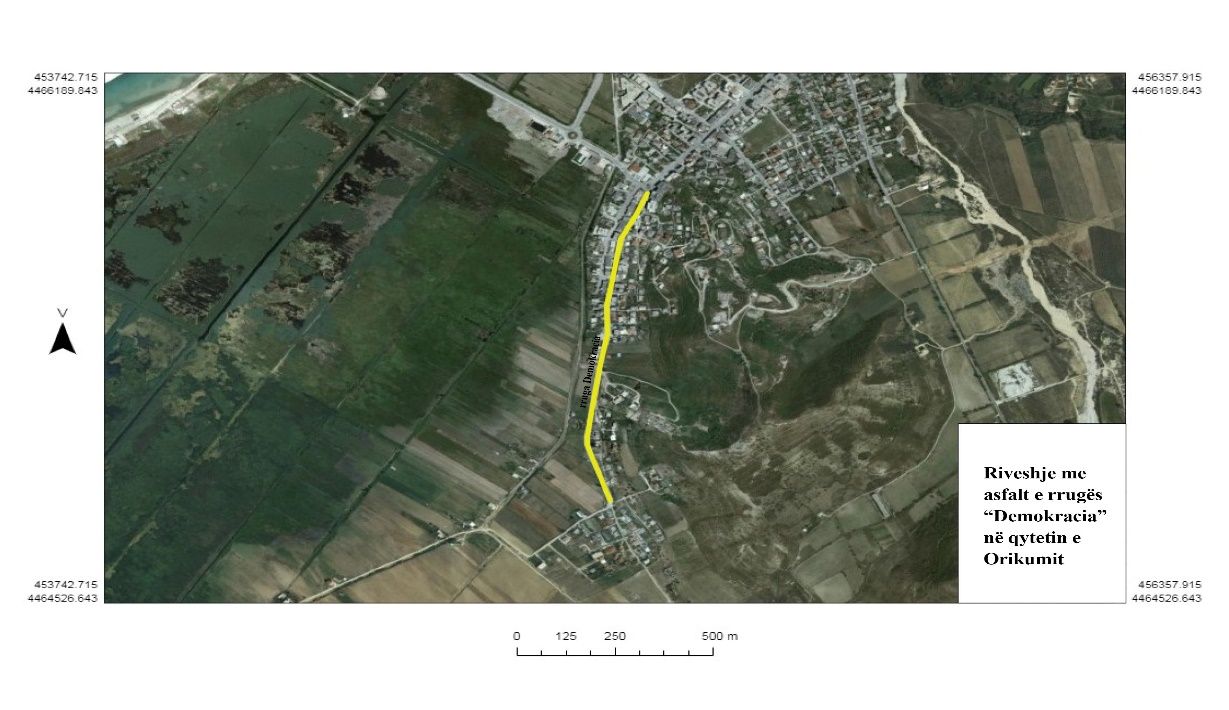 453742.715
4466189.843
456357.915
4466189.843
V
rruga Demokracia
Riveshje me
asfalt e rrugës
“Demokracia”
në qytetin e
Orikumit
453742.715
4464526.643
456357.915
4464526.643
0 125 250 500 m